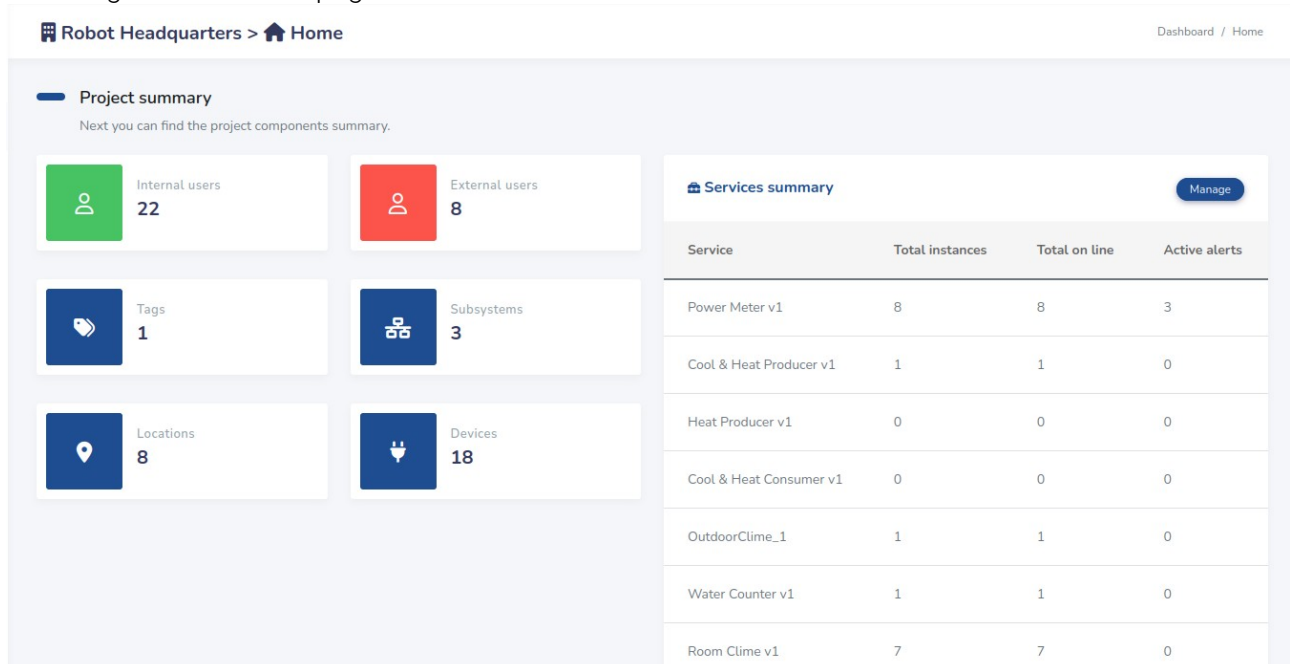 Robot Headquarters > Home
Dashboard / Home
Project summary
Next you can find the project components summary.
Internal users
22
External users
8
Tags
1
Subsystems
3
Locations
8
Devices
18
Services summary
Manage
Service Total instances Total on line Active alerts
Power Meter v1 8 8 3
Cool & Heat Producer v1 1 1 0
Heat Producer v1 0 0 0
Cool & Heat Consumer v1 0 0 0
OutdoorClime_1 1 1 0
Water Counter v1 1 1 0
Room Clime v1 7 7 0